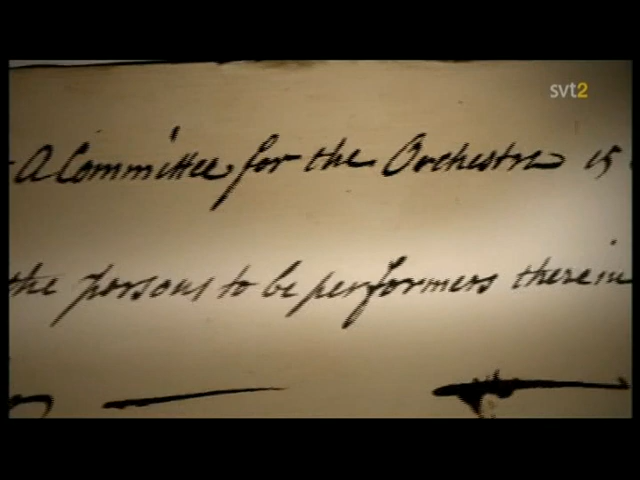 svt2
A Committee for the Orchestra is
the persons to be performers therein